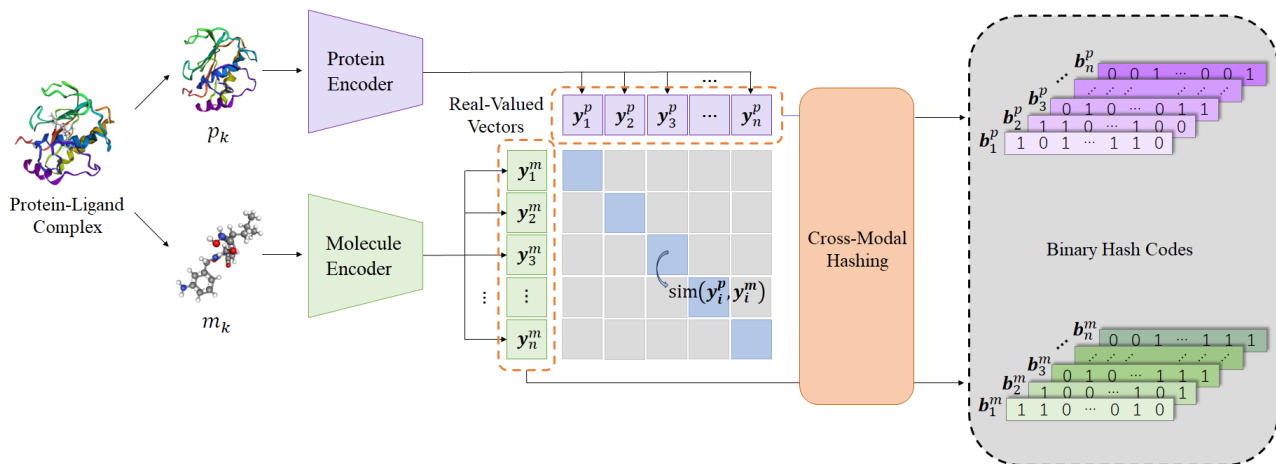 Protein-Ligand
Complex
p_k
m_k
Protein
Encoder
Molecule
Encoder
Real-Valued
Vectors
...
y_1^p y_2^p y_3^p ... y_n^p
y_1^m
y_2^m
y_3^m
⋮ ⋮
y_n^m
sim(y_i^p, y_i^m)
Cross-Modal
Hashing
... b_n^p 0 0 1 ... 0 0 1
b_3^p 0 1 0 ... 0 1 1
b_2^p 1 1 0 ... 1 0 0
b_1^p 1 0 1 ... 1 1 0
Binary Hash Codes
... b_n^m 0 0 1 ... 1 1 1
b_3^m 0 1 0 ... 1 1 1
b_2^m 1 0 0 ... 1 0 1
b_1^m 1 1 0 ... 0 1 0